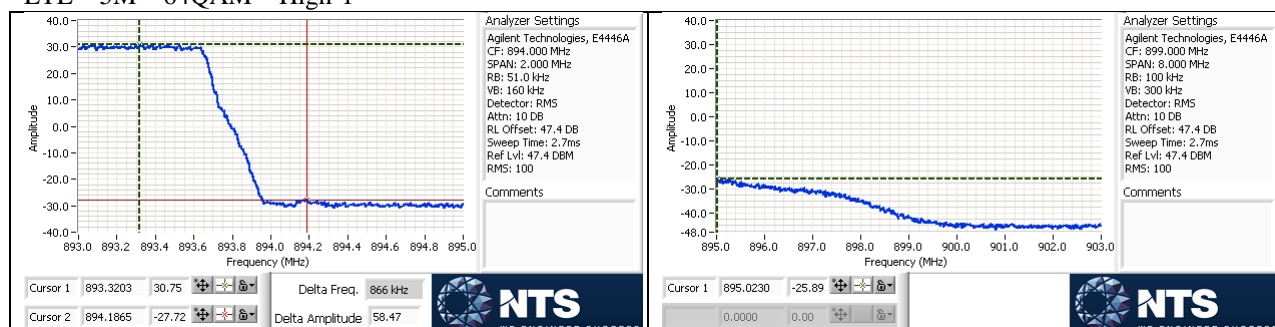 LTE 5M 64QAM High-1
40.0
30.0
20.0
10.0
0.0
-10.0
-20.0
-30.0
-40.0
Amplitude
893.0 893.2 893.4 893.6 893.8 894.0 894.2 894.4 894.6 894.8 895.0
Frequency (MHz)
Analyzer Settings
Agilent Technologies, E4446A
CF: 894.000 MHz
SPAN: 2.000 MHz
RB: 51.0 kHz
VB: 160 kHz
Detector: RMS
Attn: 10 DB
RL Offset: 47.4 DB
Sweep Time: 2.7ms
Ref Lvl: 47.4 DBM
RMS: 100
Comments
Cursor 1 893.3203 30.75
Cursor 2 894.1865 -27.72
Delta Freq. 866 kHz
Delta Amplitude 58.47
NTS
40.0
30.0
20.0
10.0
0.0
-10.0
-20.0
-30.0
-40.0
-48.0
Amplitude
895.0 896.0 897.0 898.0 899.0 900.0 901.0 902.0 903.0
Frequency (MHz)
Analyzer Settings
Agilent Technologies, E4446A
CF: 899.000 MHz
SPAN: 8.000 MHz
RB: 100 kHz
VB: 300 kHz
Detector: RMS
Attn: 10 DB
RL Offset: 47.4 DB
Sweep Time: 2.7ms
Ref Lvl: 47.4 DBM
RMS: 100
Comments
Cursor 1 895.0230 -25.89
0.0000 0.00
NTS